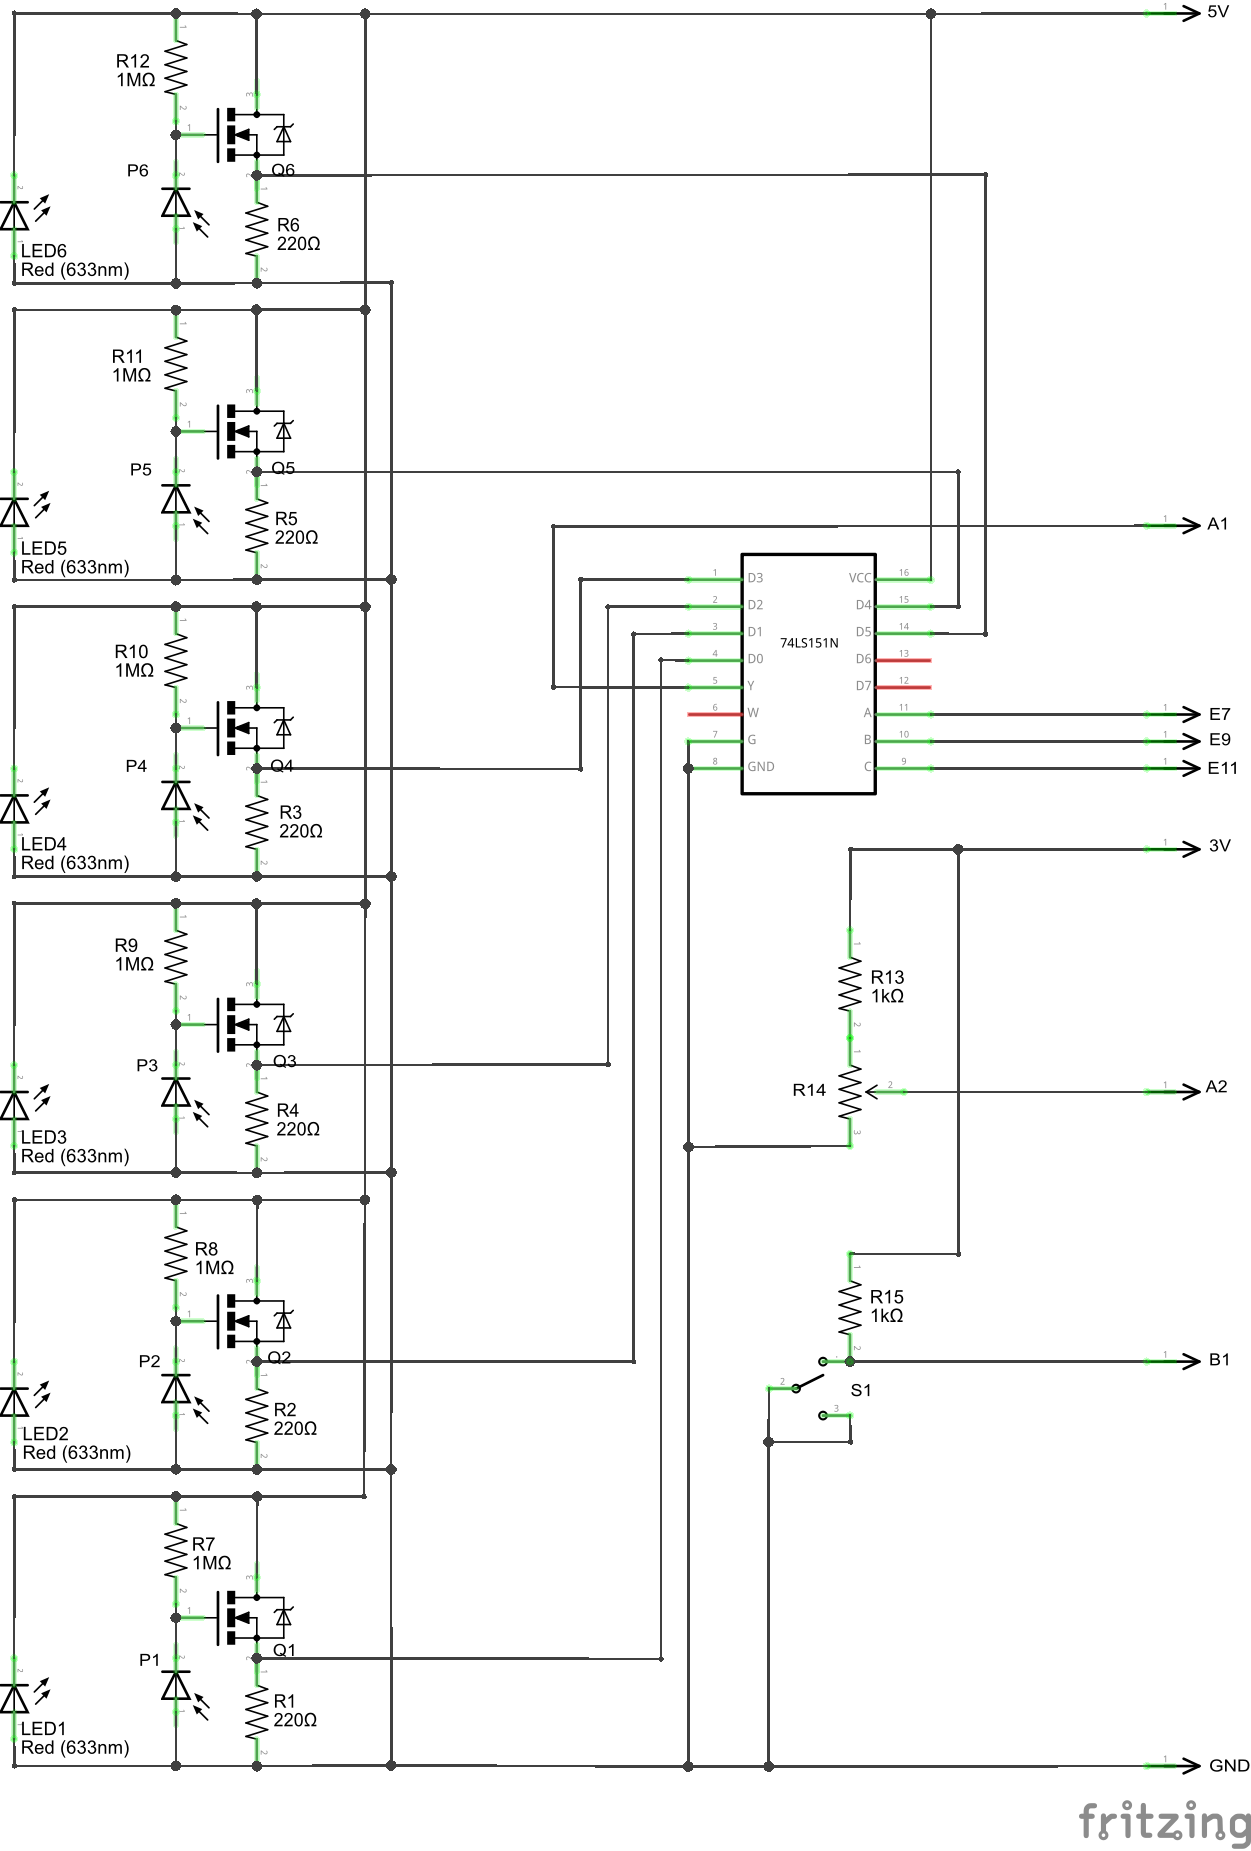 5V
R12
1MΩ
P6
Q6
R6
220Ω
LED6
Red (633nm)
R11
1MΩ
P5
Q5
R5
220Ω
LED5
Red (633nm)
A1
1 D3 VCC 16
2 D2 D4 15
3 D1 D5 14
74LS151N
4 D0 D6 13
5 Y D7 12
6 W A 11
7 G B 10
8 GND C 9
E7
E9
E11
R10
1MΩ
P4
Q4
R3
220Ω
LED4
Red (633nm)
3V
R9
1MΩ
P3
Q3
R4
220Ω
LED3
Red (633nm)
R13
1kΩ
R14
A2
R8
1MΩ
P2
Q2
R2
220Ω
LED2
Red (633nm)
R15
1kΩ
B1
S1
R7
1MΩ
P1
Q1
R1
220Ω
LED1
Red (633nm)
GND
fritzing